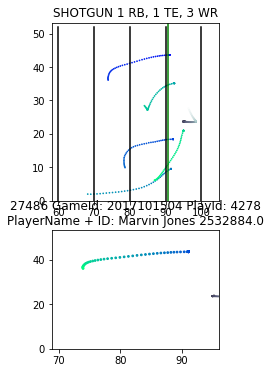 SHOTGUN 1 RB, 1 TE, 3 WR
50
40
30
20
10
0
60 70 80 90 100
27486 GameId: 2017101504 PlayId: 4278
PlayerName + ID: Marvin Jones 2532884.0
40
20
0
70 80 90